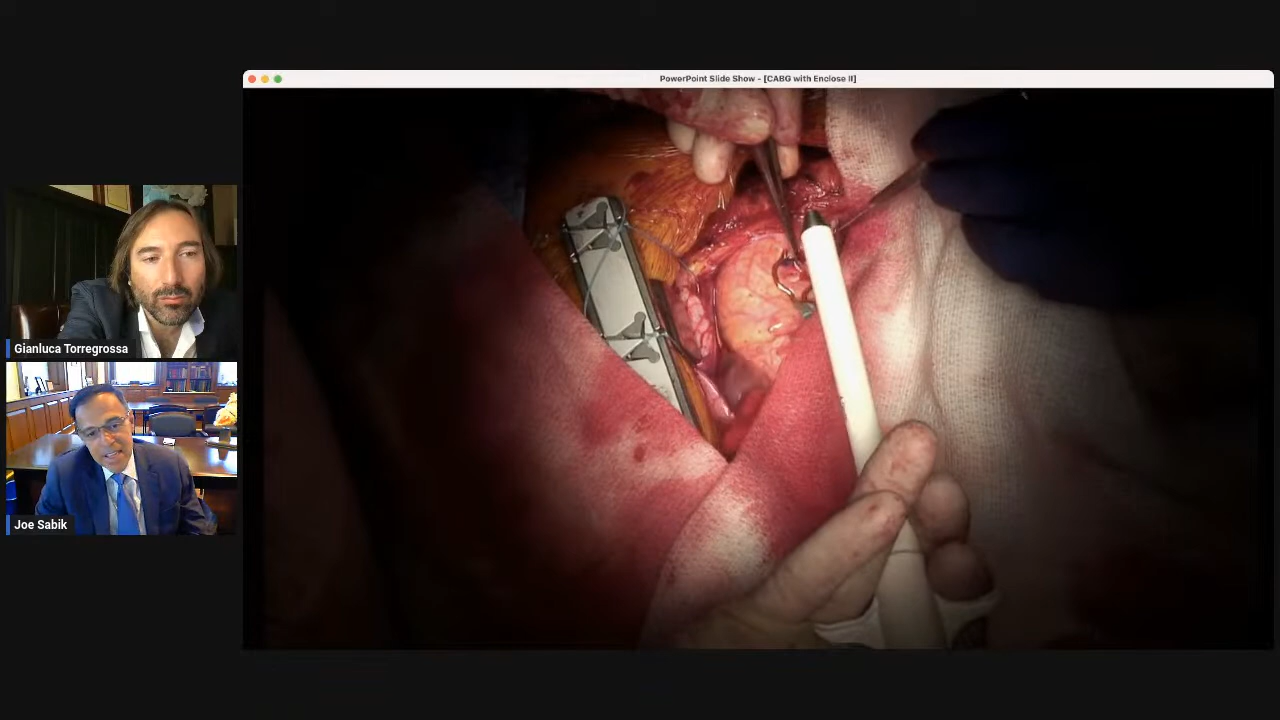 PowerPoint Slide Show - [CABG with Enclose II]
Gianluca Torregrossa
Joe Sabik